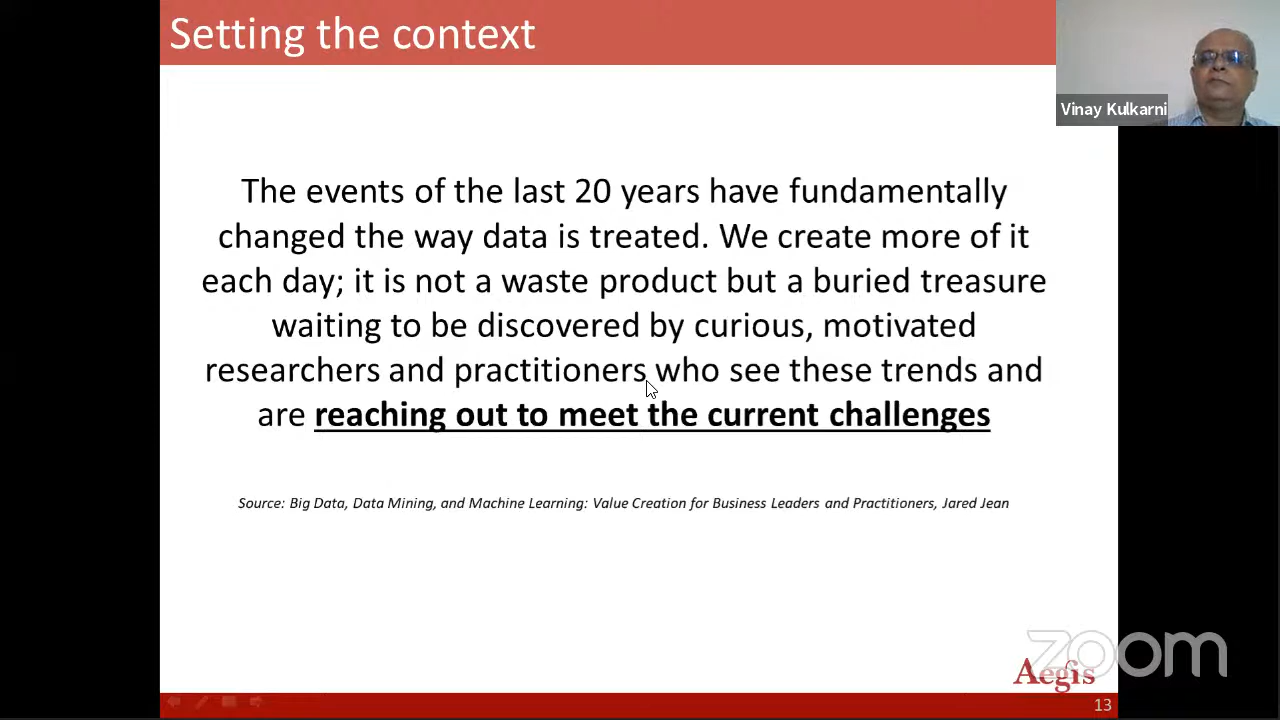 Setting the context
Vinay Kulkarni
The events of the last 20 years have fundamentally
changed the way data is treated. We create more of it
each day; it is not a waste product but a buried treasure
waiting to be discovered by curious, motivated
researchers and practitioners who see these trends and
are reaching out to meet the current challenges
Source: Big Data, Data Mining, and Machine Learning: Value Creation for Business Leaders and Practitioners, Jared Jean
zoom
Aegis
13